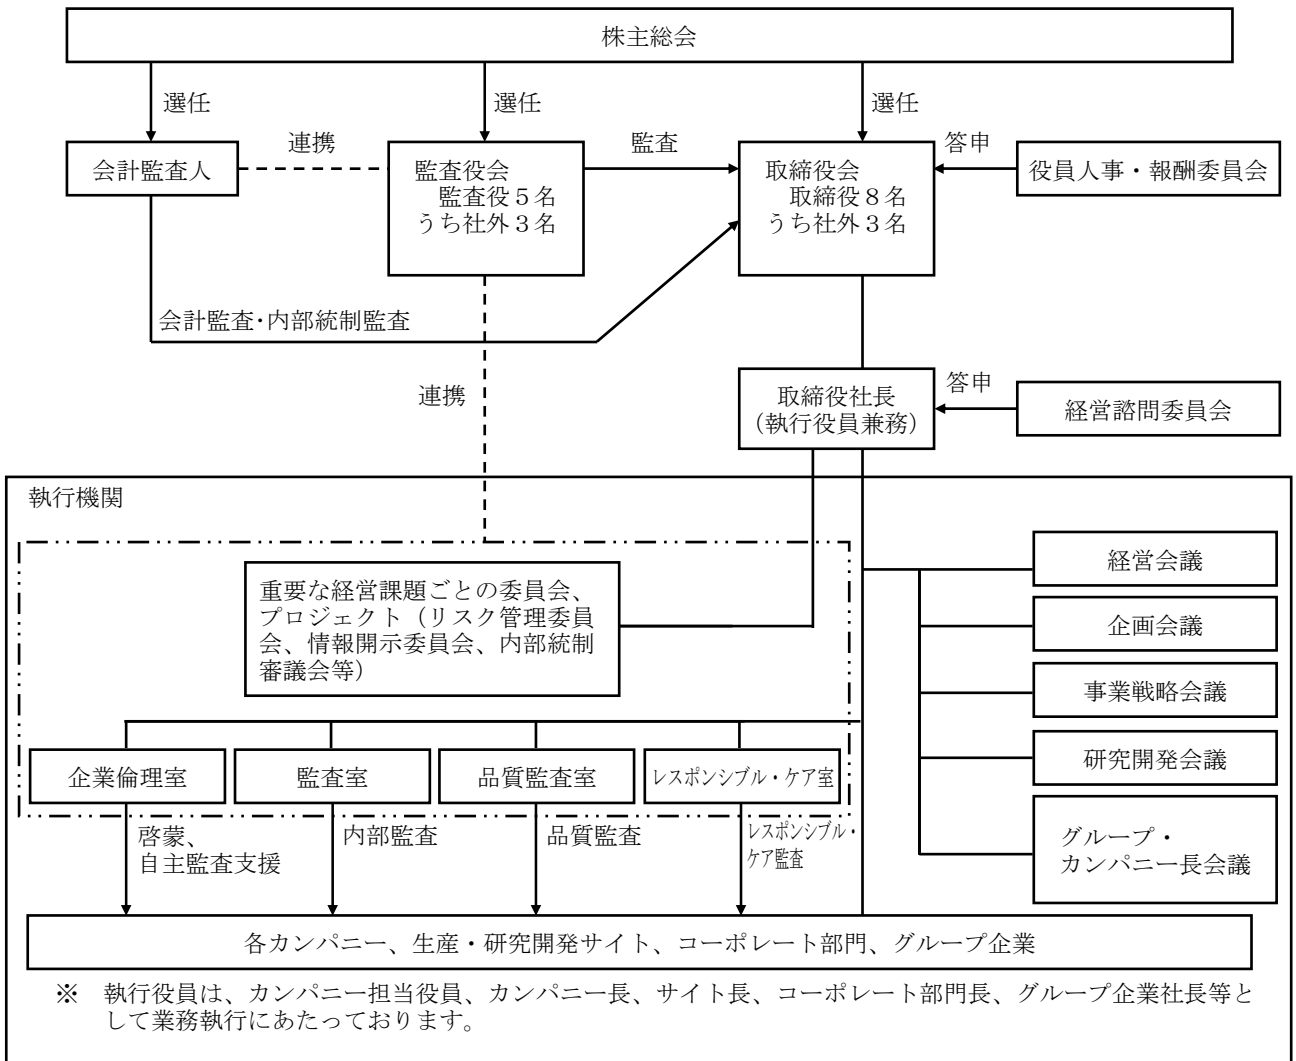 株主総会
選任
選任
選任
会計監査人
連携
監査役会
監査役5名
うち社外3名
監査
取締役会
取締役8名
うち社外3名
答申
役員人事・報酬委員会
会計監査・内部統制監査
連携
取締役社長
(執行役員兼務)
答申
経営諮問委員会
執行機関
重要な経営課題ごとの委員会、
プロジェクト(リスク管理委員
会、情報開示委員会、内部統制
審議会等)
経営会議
企画会議
事業戦略会議
研究開発会議
グループ・
カンパニー長会議
企業倫理室
監査室
品質監査室
レスポンシブル・ケア室
啓蒙、
自主監査支援
内部監査
品質監査
レスポンシブル・
ケア監査
各カンパニー、生産・研究開発サイト、コーポレート部門、グループ企業
※ 執行役員は、カンパニー担当役員、カンパニー長、サイト長、コーポレート部門長、グループ企業社長等と
して業務執行にあたっております。